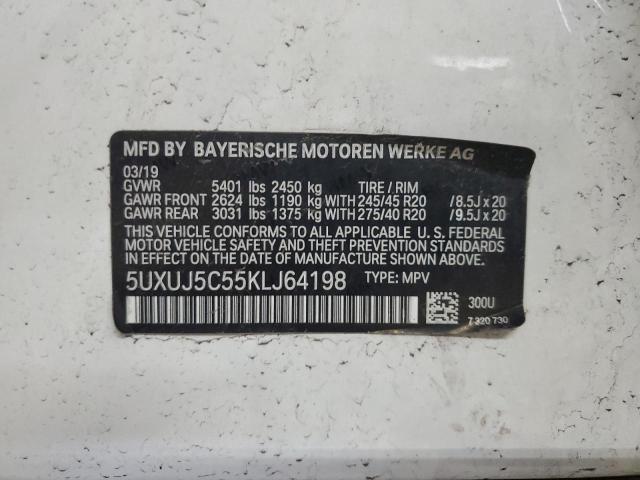 MFD BY BAYERISCHE MOTOREN WERKE AG
03/19
GVWR 5401 lbs 2450 kg TIRE / RIM
GAWR FRONT 2624 lbs 1190 kg WITH 245/45 R20 /8.5J x 20
GAWR REAR 3031 lbs 1375 kg WITH 275/40 R20 /9.5J x 20
THIS VEHICLE CONFORMS TO ALL APPLICABLE U. S. FEDERAL
MOTOR VEHICLE SAFETY AND THEFT PREVENTION STANDARDS
IN EFFECT ON THE DATE OF MANUFACTURE SHOWN ABOVE.
5UXUJ5C55KLJ64198 TYPE: MPV
300U
7 320 730